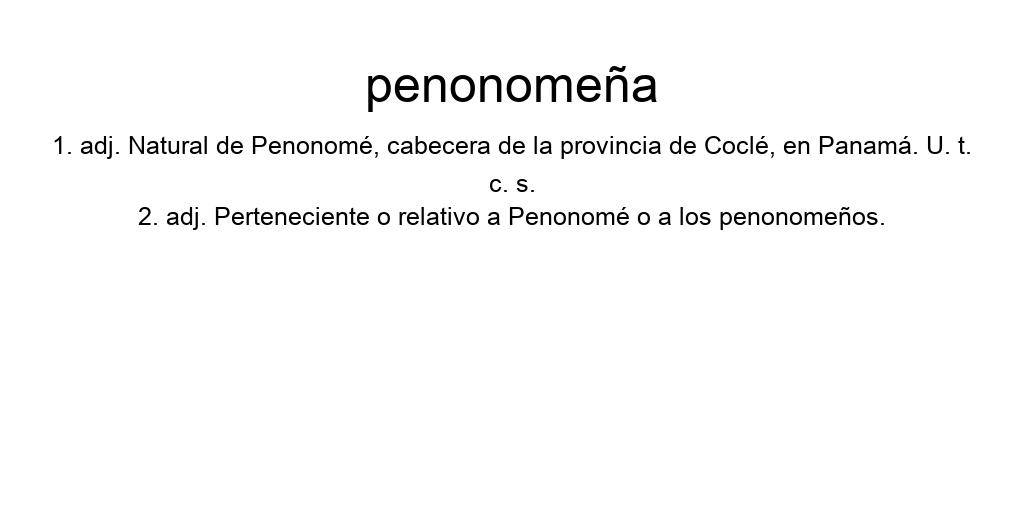 penonomeña
1. adj. Natural de Penonomé, cabecera de la provincia de Coclé, en Panamá. U. t.
c. s.
2. adj. Perteneciente o relativo a Penonomé o a los penonomeños.